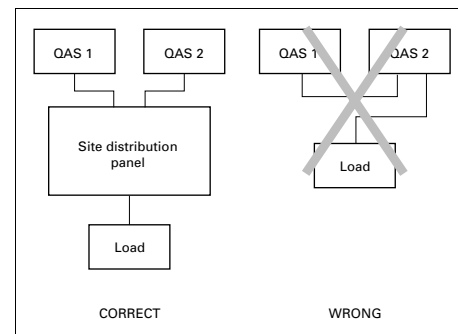 QAS 1
QAS 2
Site distribution
panel
Load
CORRECT
QAS 1
QAS 2
Load
WRONG